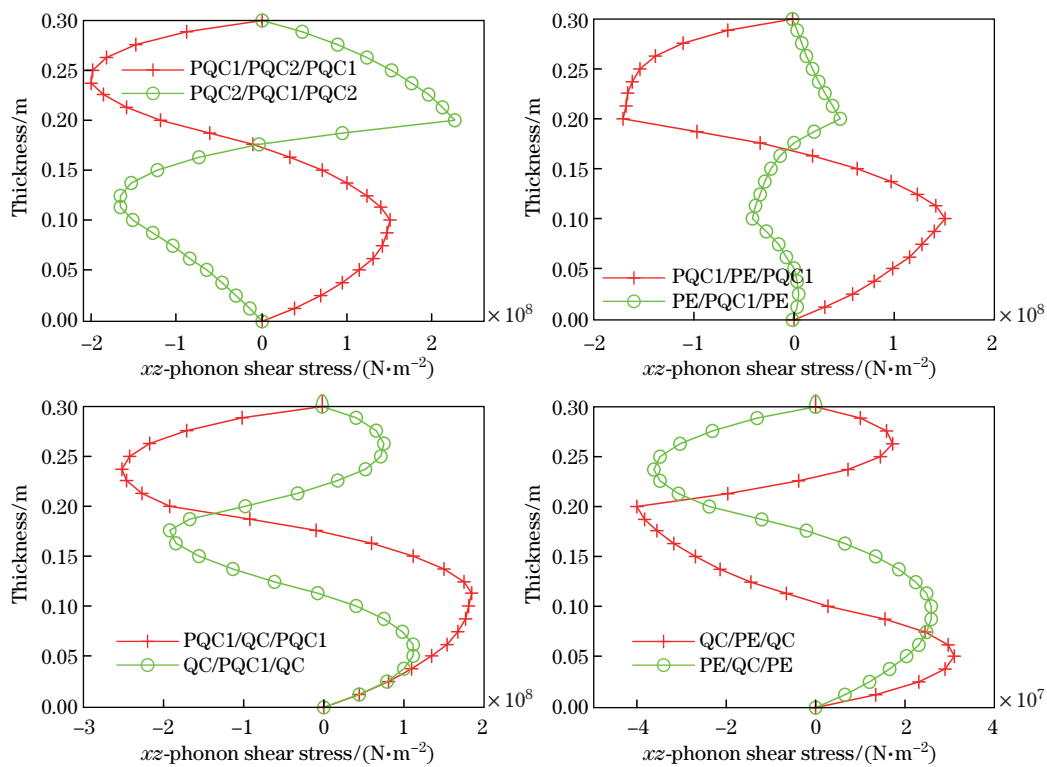 0.30
0.25
0.20
0.15
0.10
0.05
0.00
Thickness/m
PQC1/PQC2/PQC1
PQC2/PQC1/PQC2
−2 −1 0 1 2
× 10⁸
xz-phonon shear stress/(N·m⁻²)
0.30
0.25
0.20
0.15
0.10
0.05
0.00
Thickness/m
PQC1/PE/PQC1
PE/PQC1/PE
−2 −1 0 1 2
× 10⁸
xz-phonon shear stress/(N·m⁻²)
0.30
0.25
0.20
0.15
0.10
0.05
0.00
Thickness/m
PQC1/QC/PQC1
QC/PQC1/QC
−3 −2 −1 0 1 2
× 10⁸
xz-phonon shear stress/(N·m⁻²)
0.30
0.25
0.20
0.15
0.10
0.05
0.00
Thickness/m
QC/PE/QC
PE/QC/PE
−4 −2 0 2 4
× 10⁷
xz-phonon shear stress/(N·m⁻²)